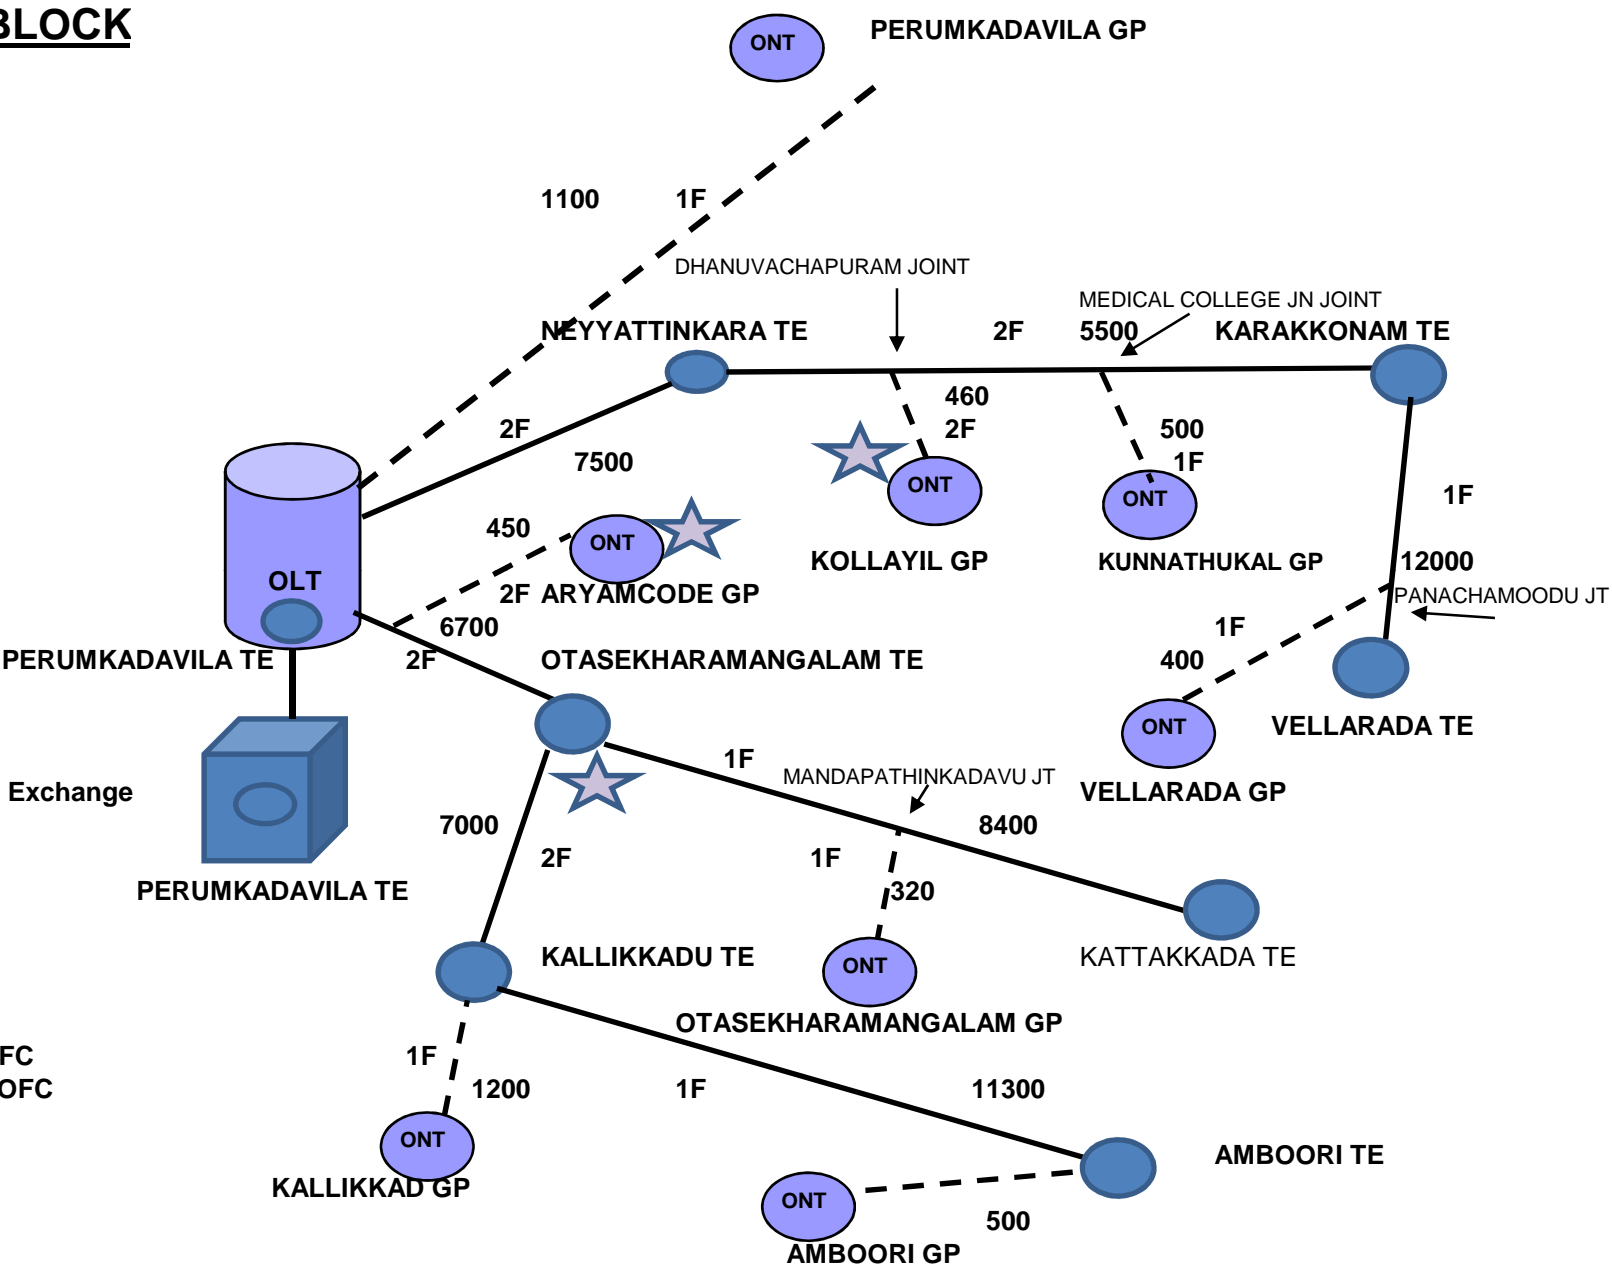 BLOCK
ONT
PERUMKADAVILA GP
1100 1F
DHANUVACHAPURAM JOINT
MEDICAL COLLEGE JN JOINT
NEYYATTINKARA TE
2F 5500
KARAKKONAM TE
460
2F
2F
500
1F
7500
ONT
ONT
1F
450
ONT
KOLLAYIL GP
KUNNATHUKAL GP
12000
OLT
2F ARYAMCODE GP
PANACHAMOODU JT
6700
1F
PERUMKADAVILA TE
2F
OTASEKHARAMANGALAM TE
400
ONT
VELLARADA TE
1F
MANDAPATHINKADAVU JT
Exchange
VELLARADA GP
7000
8400
2F
1F
320
PERUMKADAVILA TE
KALLIKKADU TE
ONT
KATTAKKADA TE
OTASEKHARAMANGALAM GP
FC
1F
OFC
1200
1F
11300
ONT
AMBOORI TE
KALLIKKAD GP
ONT
500
AMBOORI GP